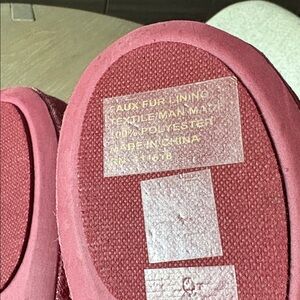 FAUX FUR LINING
TEXTILE/MAN MADE
100% POLYESTER
MADE IN CHINA